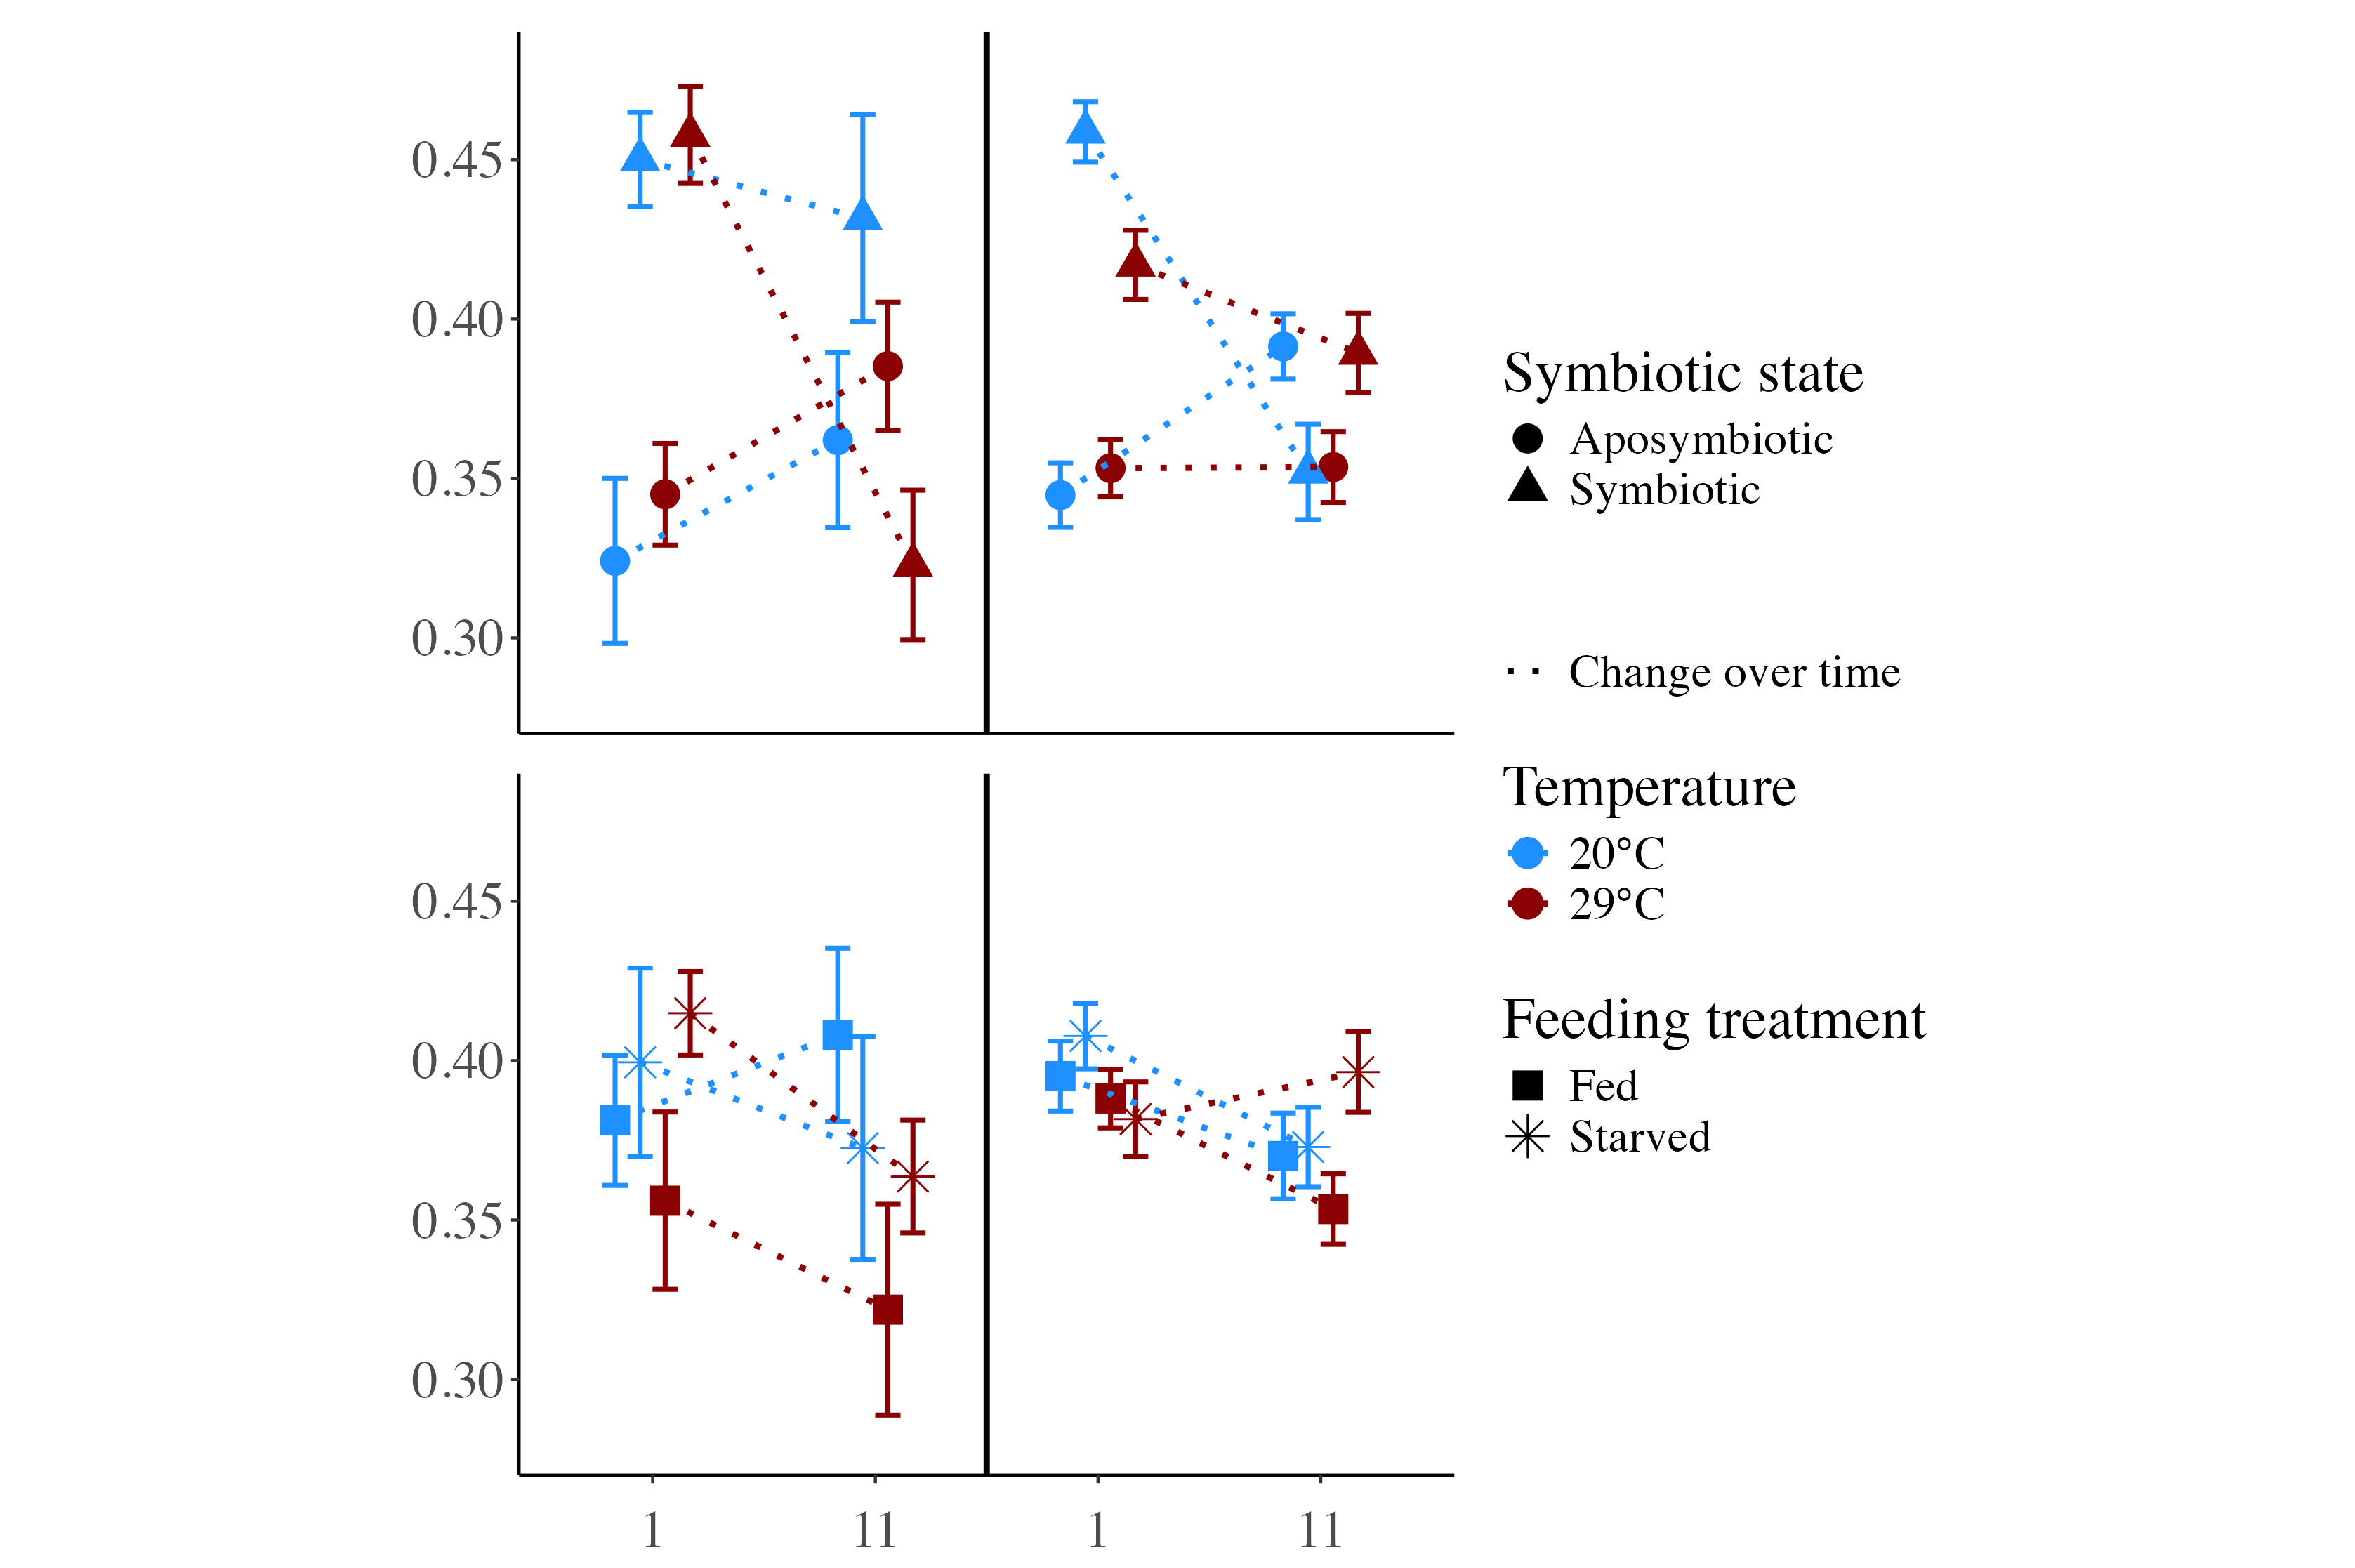 0.45
0.40
0.35
0.30
0.45
0.40
0.35
0.30
1 11 1 11
Symbiotic state
Aposymbiotic
Symbiotic
Change over time
Temperature
20°C
29°C
Feeding treatment
Fed
Starved